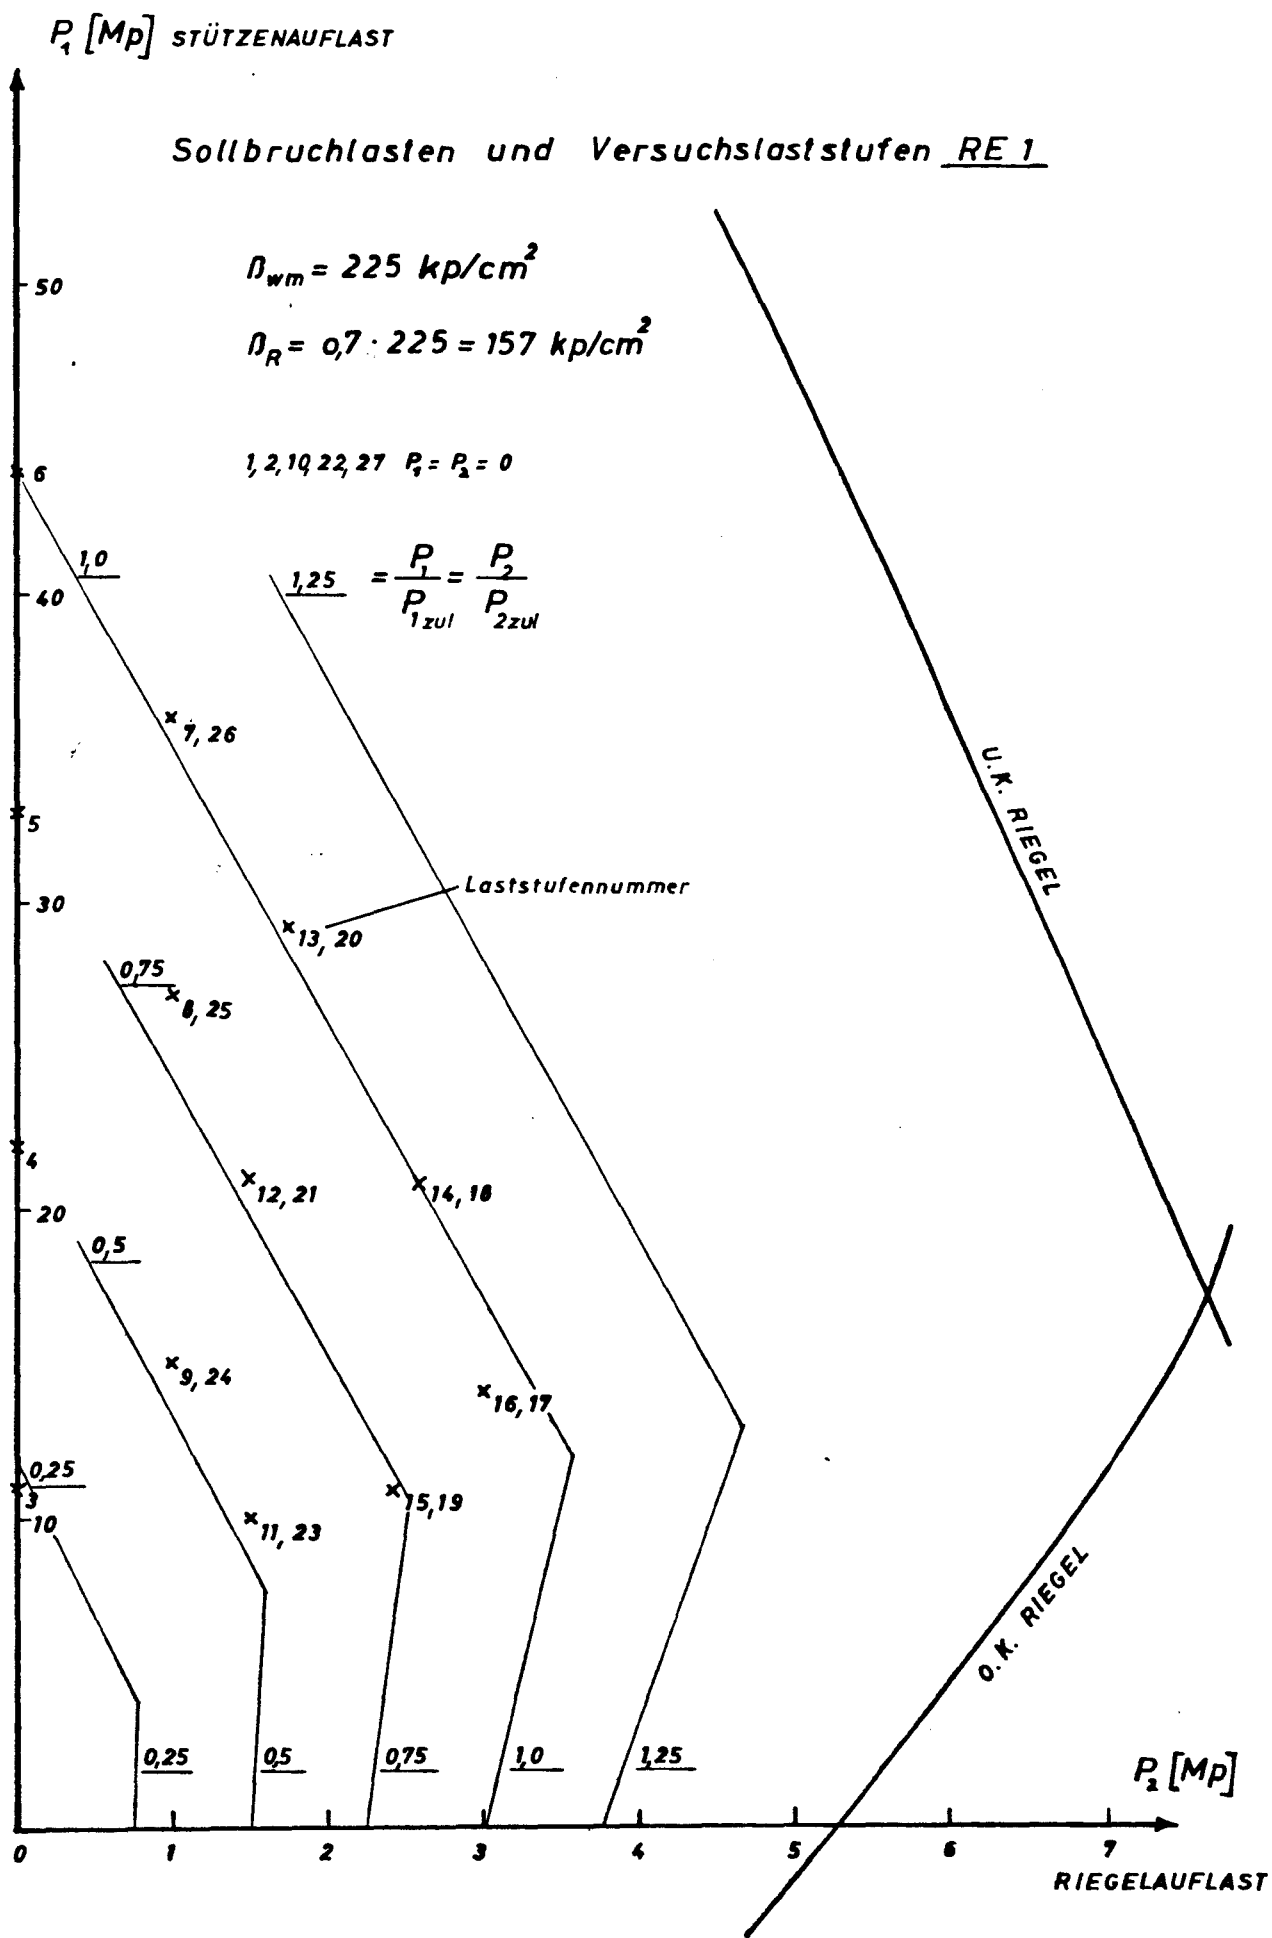 P₁ [Mp] STÜTZENAUFLAST
Sollbruchlasten und Versuchslaststufen RE 1
ß_wm = 225 kp/cm²
50
ß_R = 0,7 · 225 = 157 kp/cm²
6
1, 2, 10, 22, 27 P₁ = P₂ = 0
1,0
1,25 = P₁/P₁zul = P₂/P₂zul
40
7, 26
U.K. RIEGEL
5
30
Laststufennummer
13, 20
0,75
8, 25
4
12, 21
14, 18
20
0,5
9, 24
16, 17
0,25
3
15, 19
10
11, 23
O.K. RIEGEL
0,25
0,5
0,75
1,0
1,25
P₂ [Mp]
0 1 2 3 4 5 6 7
RIEGELAUFLAST